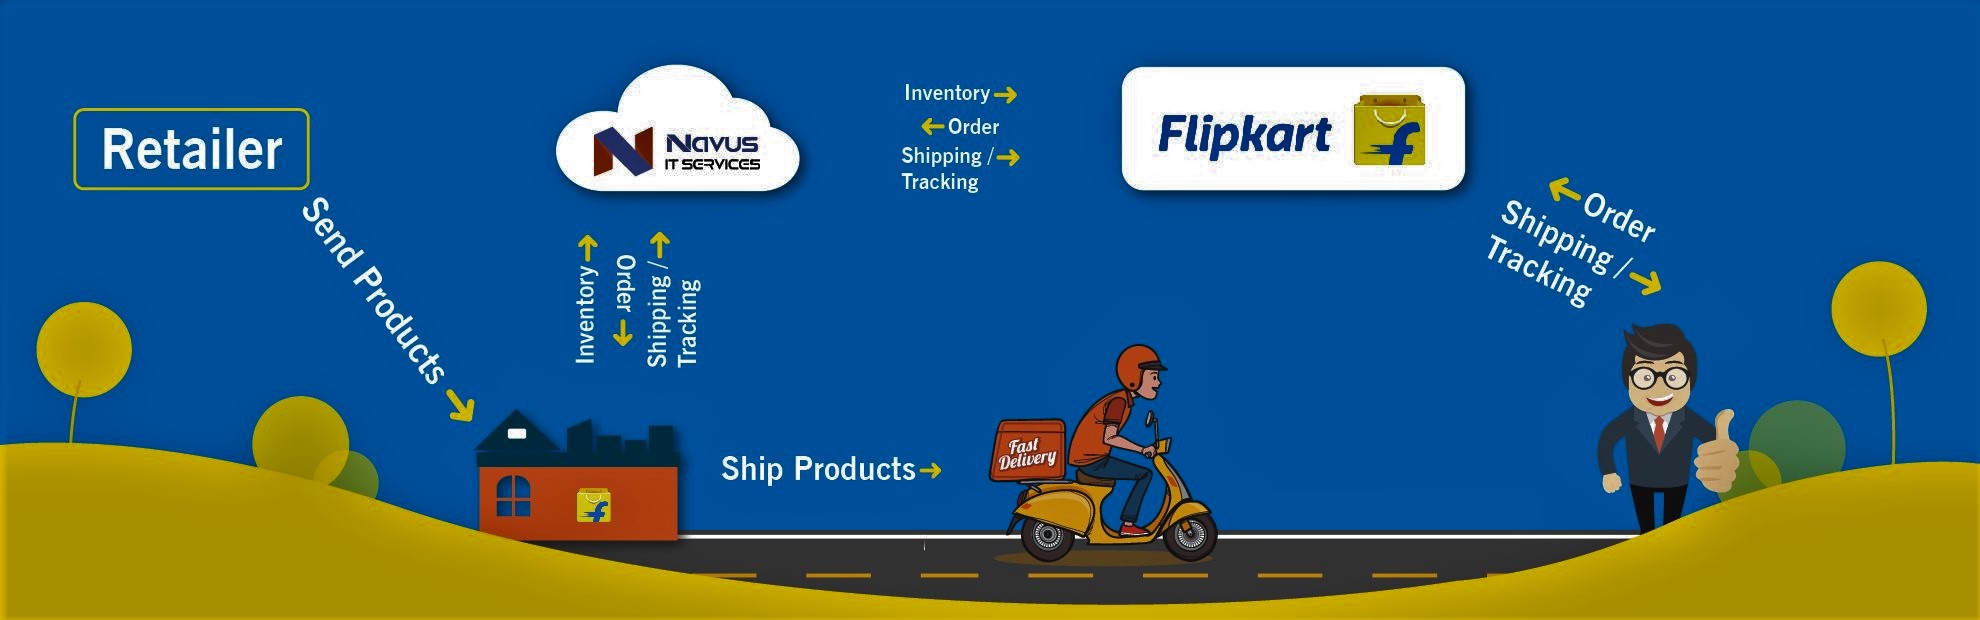 Retailer
Send Products
Navus
IT SERVICES
Inventory
Order
Shipping /
Tracking
Inventory
Order
Shipping /
Tracking
Flipkart
Order
Shipping /
Tracking
Ship Products
Fast
Delivery